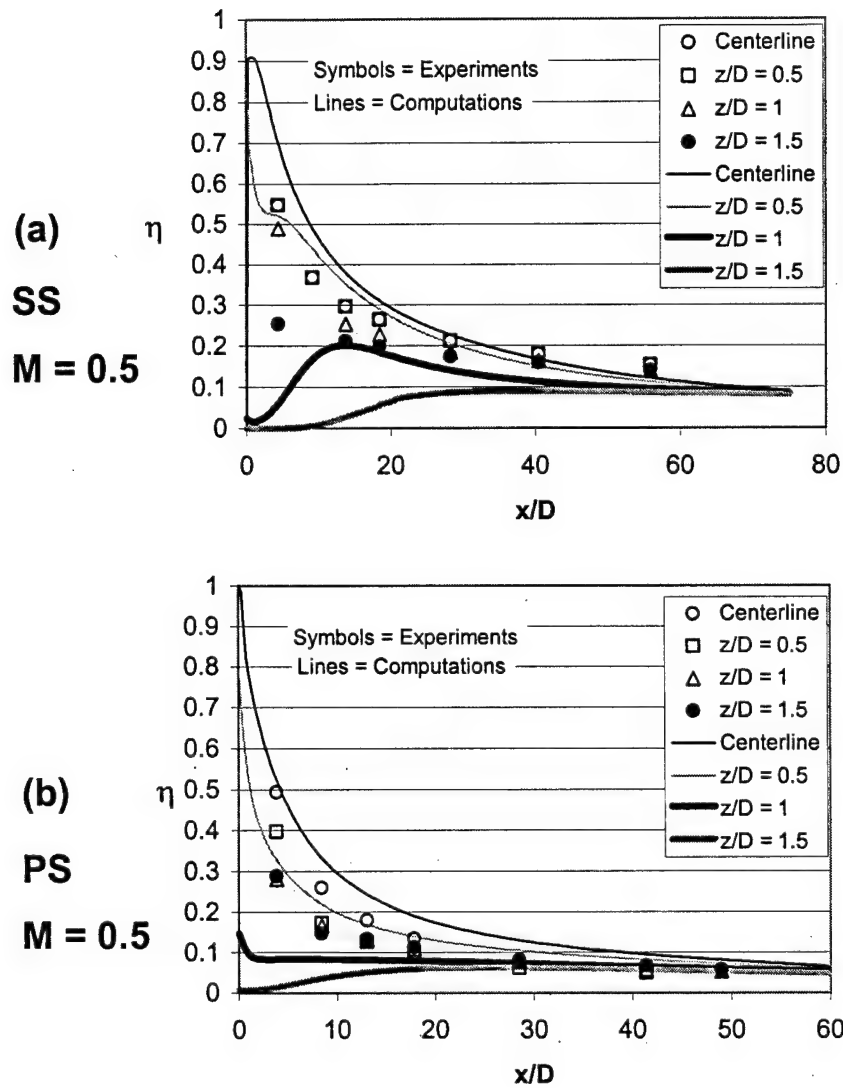 1
0.9
0.8
0.7
0.6
0.5
0.4
0.3
0.2
0.1
0
(a)
SS
M = 0.5
η
Symbols = Experiments
Lines = Computations
Centerline
z/D = 0.5
z/D = 1
z/D = 1.5
Centerline
z/D = 0.5
z/D = 1
z/D = 1.5
0 20 40 60 80
x/D
1
0.9
0.8
0.7
0.6
0.5
0.4
0.3
0.2
0.1
0
(b)
PS
M = 0.5
η
Symbols = Experiments
Lines = Computations
Centerline
z/D = 0.5
z/D = 1
z/D = 1.5
Centerline
z/D = 0.5
z/D = 1
z/D = 1.5
0 10 20 30 40 50 60
x/D